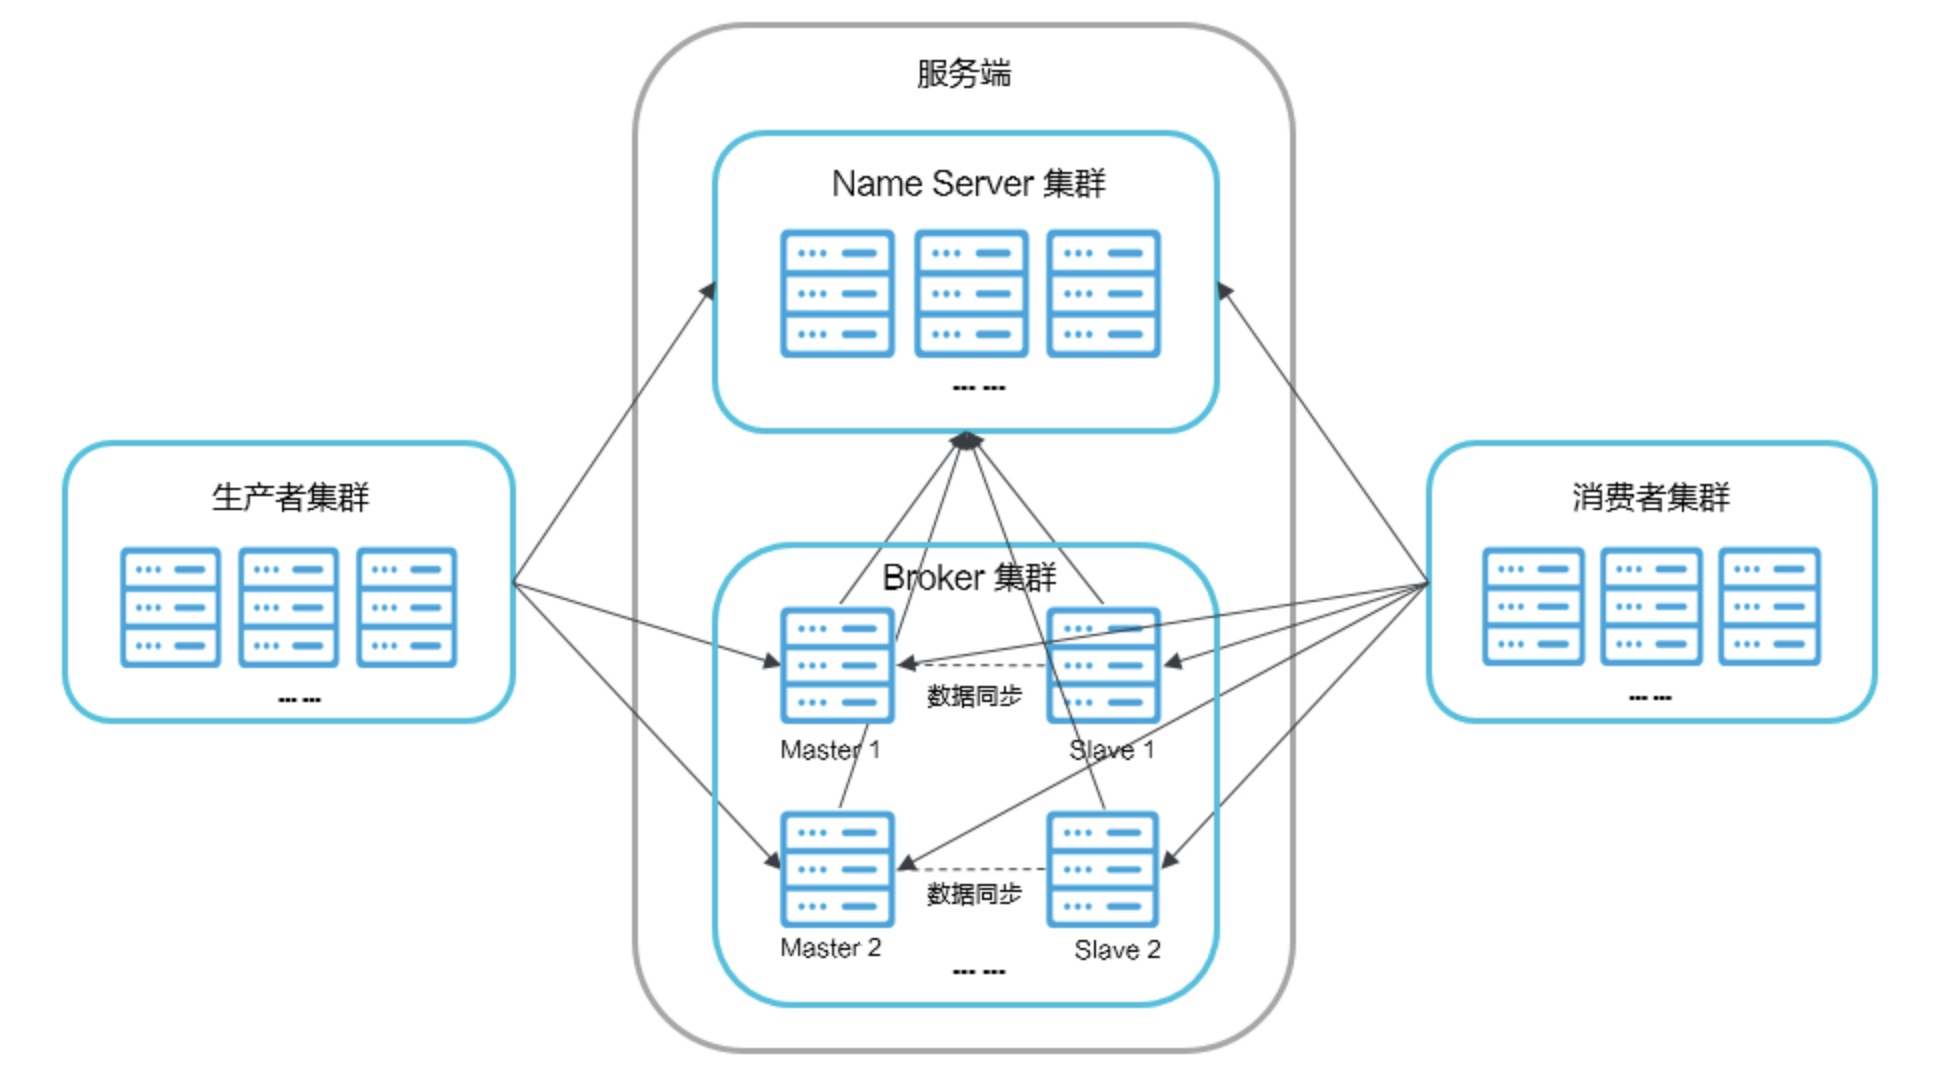 服务端
Name Server 集群
... ...
生产者集群
... ...
消费者集群
... ...
Broker 集群
数据同步
Master 1
Slave 1
数据同步
Master 2
Slave 2
... ...